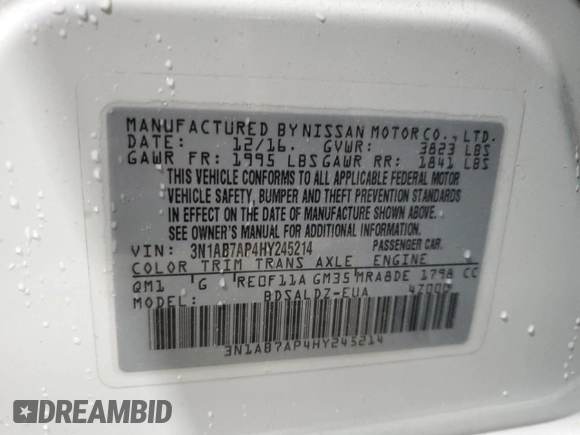 MANUFACTURED BY NISSAN MOTOR CO., LTD.
DATE: 12/16. GVWR: 3823 LBS
GAWR FR: 1995 LBS GAWR RR: 1841 LBS
THIS VEHICLE CONFORMS TO ALL APPLICABLE FEDERAL MOTOR
VEHICLE SAFETY, BUMPER AND THEFT PREVENTION STANDARDS
IN EFFECT ON THE DATE OF MANUFACTURE SHOWN ABOVE.
SEE OWNER'S MANUAL FOR ADDITIONAL INFORMATION.
VIN: 3N1AB7AP4HY245214 PASSENGER CAR.
COLOR TRIM TRANS AXLE ENGINE
QM1 G RE0F11A GM35 MRA8DE 1798 CC
MODEL: BDSALDZ-EUA 47000
3N1AB7AP4HY245214
DREAMBID